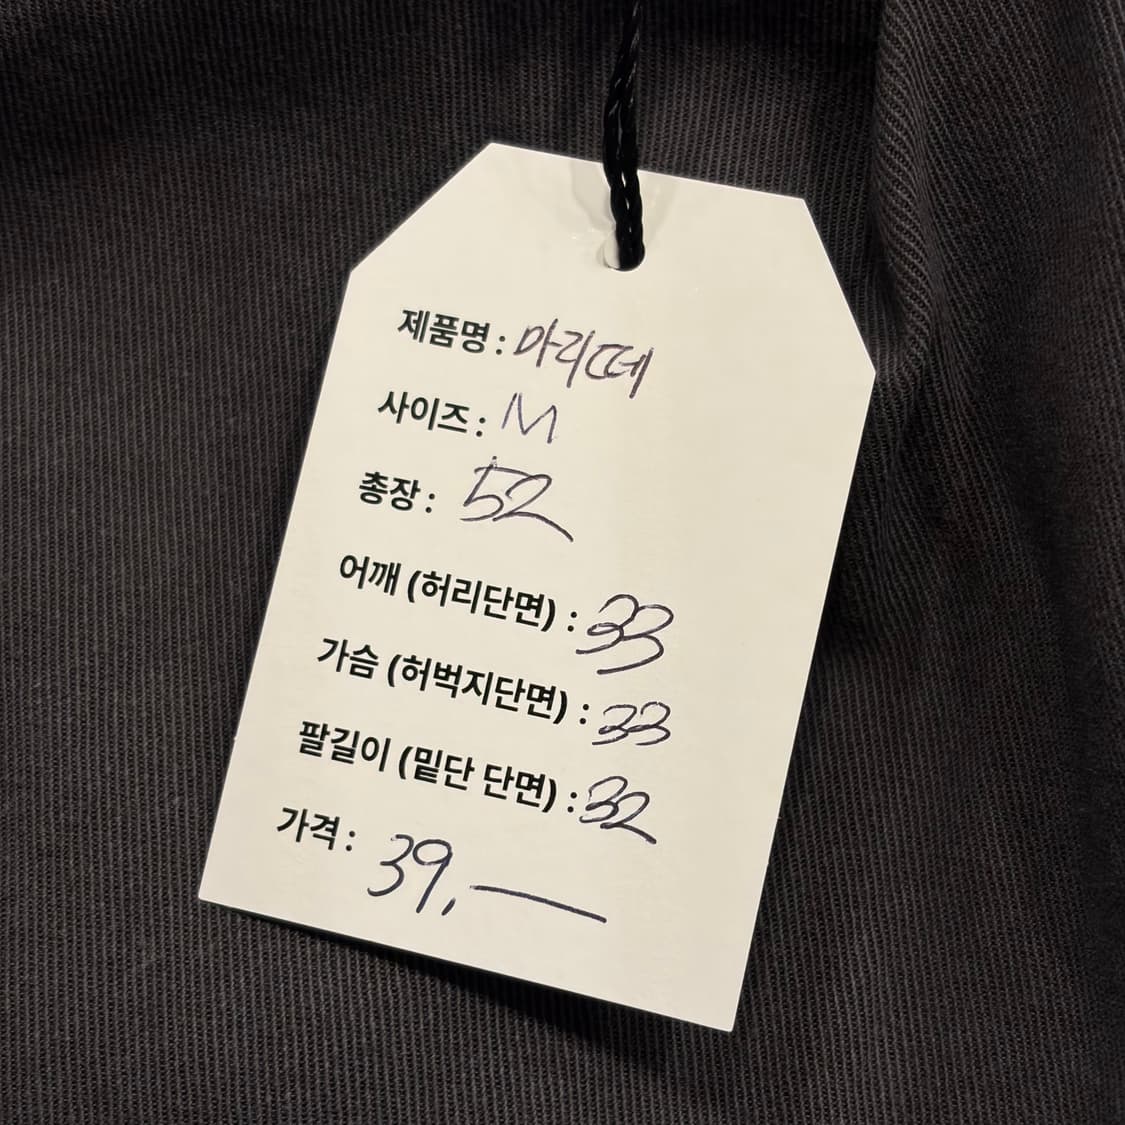 제품명 : 마리떼
사이즈 : M
총장 : 52
어깨 (허리단면) : 33
가슴 (허벅지단면) : 33
팔길이 (밑단 단면) : 32
가격 : 39,—